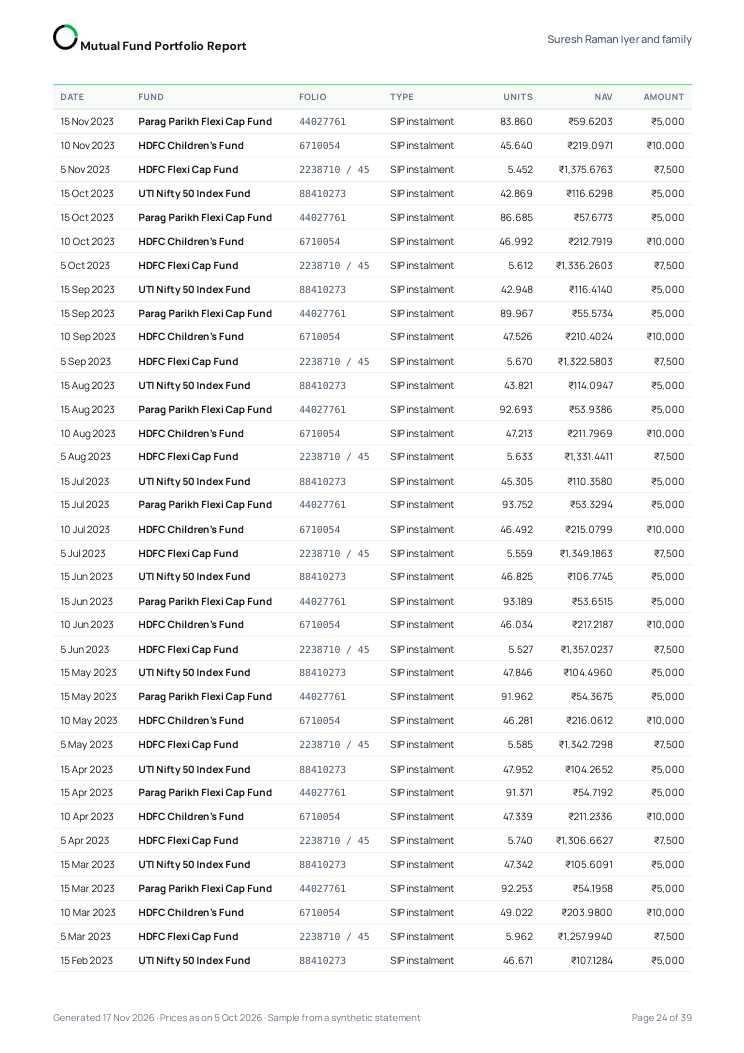 Mutual Fund Portfolio Report
Suresh Raman Iyer and family
DATE FUND FOLIO TYPE UNITS NAV AMOUNT
15 Nov 2023 Parag Parikh Flexi Cap Fund 44027761 SIP instalment 83.860 ₹59.6203 ₹5,000
10 Nov 2023 HDFC Children's Fund 6710054 SIP instalment 45.640 ₹219.0971 ₹10,000
5 Nov 2023 HDFC Flexi Cap Fund 2238710 / 45 SIP instalment 5.452 ₹1,375.6763 ₹7,500
15 Oct 2023 UTI Nifty 50 Index Fund 88410273 SIP instalment 42.869 ₹116.6298 ₹5,000
15 Oct 2023 Parag Parikh Flexi Cap Fund 44027761 SIP instalment 86.685 ₹57.6773 ₹5,000
10 Oct 2023 HDFC Children's Fund 6710054 SIP instalment 46.992 ₹212.7919 ₹10,000
5 Oct 2023 HDFC Flexi Cap Fund 2238710 / 45 SIP instalment 5.612 ₹1,336.2603 ₹7,500
15 Sep 2023 UTI Nifty 50 Index Fund 88410273 SIP instalment 42.948 ₹116.4140 ₹5,000
15 Sep 2023 Parag Parikh Flexi Cap Fund 44027761 SIP instalment 89.967 ₹55.5734 ₹5,000
10 Sep 2023 HDFC Children's Fund 6710054 SIP instalment 47.526 ₹210.4024 ₹10,000
5 Sep 2023 HDFC Flexi Cap Fund 2238710 / 45 SIP instalment 5.670 ₹1,322.5803 ₹7,500
15 Aug 2023 UTI Nifty 50 Index Fund 88410273 SIP instalment 43.821 ₹114.0947 ₹5,000
15 Aug 2023 Parag Parikh Flexi Cap Fund 44027761 SIP instalment 92.693 ₹53.9386 ₹5,000
10 Aug 2023 HDFC Children's Fund 6710054 SIP instalment 47.213 ₹211.7969 ₹10,000
5 Aug 2023 HDFC Flexi Cap Fund 2238710 / 45 SIP instalment 5.633 ₹1,331.4411 ₹7,500
15 Jul 2023 UTI Nifty 50 Index Fund 88410273 SIP instalment 45.305 ₹110.3580 ₹5,000
15 Jul 2023 Parag Parikh Flexi Cap Fund 44027761 SIP instalment 93.752 ₹53.3294 ₹5,000
10 Jul 2023 HDFC Children's Fund 6710054 SIP instalment 46.492 ₹215.0799 ₹10,000
5 Jul 2023 HDFC Flexi Cap Fund 2238710 / 45 SIP instalment 5.559 ₹1,349.1863 ₹7,500
15 Jun 2023 UTI Nifty 50 Index Fund 88410273 SIP instalment 46.825 ₹106.7745 ₹5,000
15 Jun 2023 Parag Parikh Flexi Cap Fund 44027761 SIP instalment 93.189 ₹53.6515 ₹5,000
10 Jun 2023 HDFC Children's Fund 6710054 SIP instalment 46.034 ₹217.2187 ₹10,000
5 Jun 2023 HDFC Flexi Cap Fund 2238710 / 45 SIP instalment 5.527 ₹1,357.0237 ₹7,500
15 May 2023 UTI Nifty 50 Index Fund 88410273 SIP instalment 47.846 ₹104.4960 ₹5,000
15 May 2023 Parag Parikh Flexi Cap Fund 44027761 SIP instalment 91.962 ₹54.3675 ₹5,000
10 May 2023 HDFC Children's Fund 6710054 SIP instalment 46.281 ₹216.0612 ₹10,000
5 May 2023 HDFC Flexi Cap Fund 2238710 / 45 SIP instalment 5.585 ₹1,342.7298 ₹7,500
15 Apr 2023 UTI Nifty 50 Index Fund 88410273 SIP instalment 47.952 ₹104.2652 ₹5,000
15 Apr 2023 Parag Parikh Flexi Cap Fund 44027761 SIP instalment 91.371 ₹54.7192 ₹5,000
10 Apr 2023 HDFC Children's Fund 6710054 SIP instalment 47.339 ₹211.2336 ₹10,000
5 Apr 2023 HDFC Flexi Cap Fund 2238710 / 45 SIP instalment 5.740 ₹1,306.6627 ₹7,500
15 Mar 2023 UTI Nifty 50 Index Fund 88410273 SIP instalment 47.342 ₹105.6091 ₹5,000
15 Mar 2023 Parag Parikh Flexi Cap Fund 44027761 SIP instalment 92.253 ₹54.1958 ₹5,000
10 Mar 2023 HDFC Children's Fund 6710054 SIP instalment 49.022 ₹203.9800 ₹10,000
5 Mar 2023 HDFC Flexi Cap Fund 2238710 / 45 SIP instalment 5.962 ₹1,257.9940 ₹7,500
15 Feb 2023 UTI Nifty 50 Index Fund 88410273 SIP instalment 46.671 ₹107.1284 ₹5,000
Generated 17 Nov 2026 · Prices as on 5 Oct 2026 · Sample from a synthetic statement
Page 24 of 39